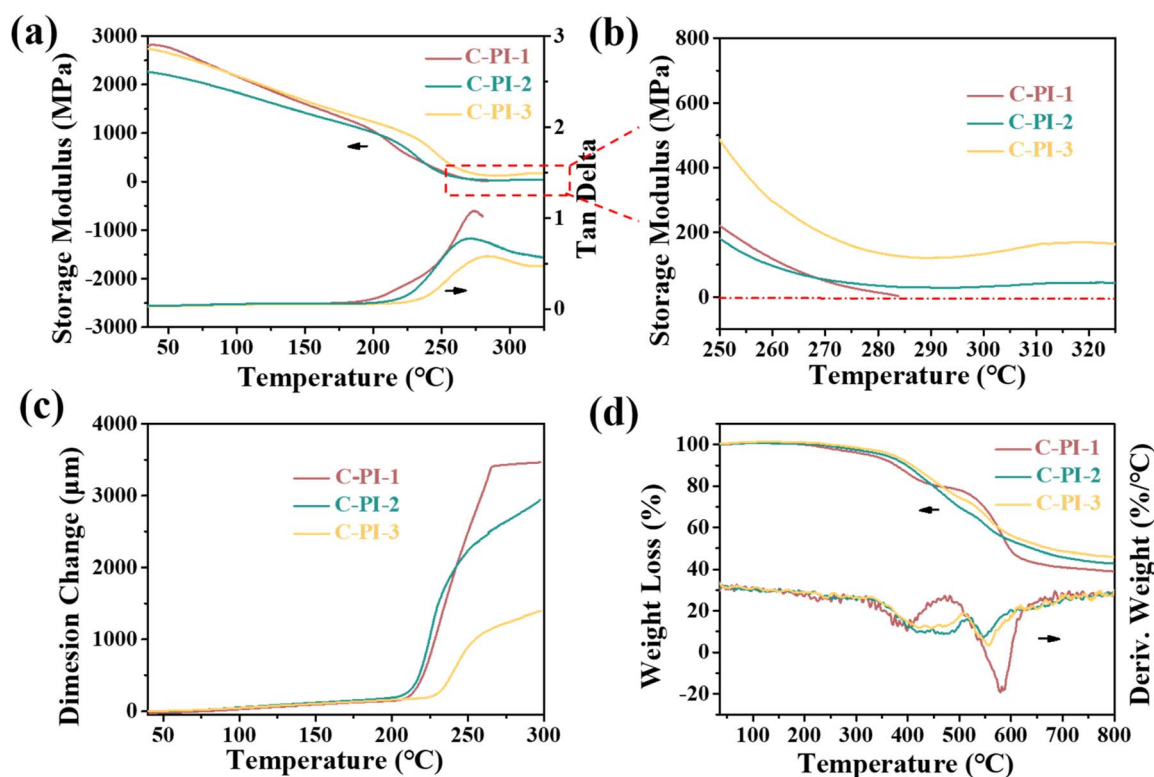 (a)
Storage Modulus (MPa)
3000
2000
1000
0
-1000
-2000
-3000
C-PI-1
C-PI-2
C-PI-3
3
2
1
0
Tan Delta
50 100 150 200 250 300
Temperature (°C)
(b)
Storage Modulus (MPa)
800
600
400
200
0
C-PI-1
C-PI-2
C-PI-3
250 260 270 280 290 300 310 320
Temperature (°C)
(c)
Dimesion Change (μm)
4000
3000
2000
1000
0
C-PI-1
C-PI-2
C-PI-3
50 100 150 200 250 300
Temperature (°C)
(d)
Weight Loss (%)
100
80
60
40
20
0
-20
C-PI-1
C-PI-2
C-PI-3
Deriv. Weight (%/°C)
100 200 300 400 500 600 700 800
Temperature (°C)